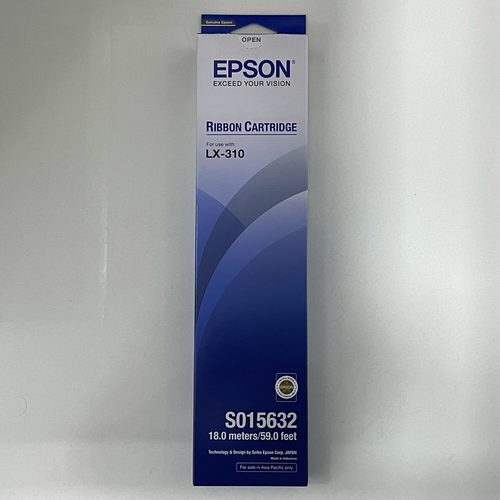 Genuine Epson
OPEN
EPSON
EXCEED YOUR VISION
RIBBON CARTRIDGE
For use with:
LX-310
EPSON
S015632
18.0 meters/59.0 feet
Technology & Design by Seiko Epson Corp. JAPAN
Made in Indonesia
For sale in Asia Pacific only